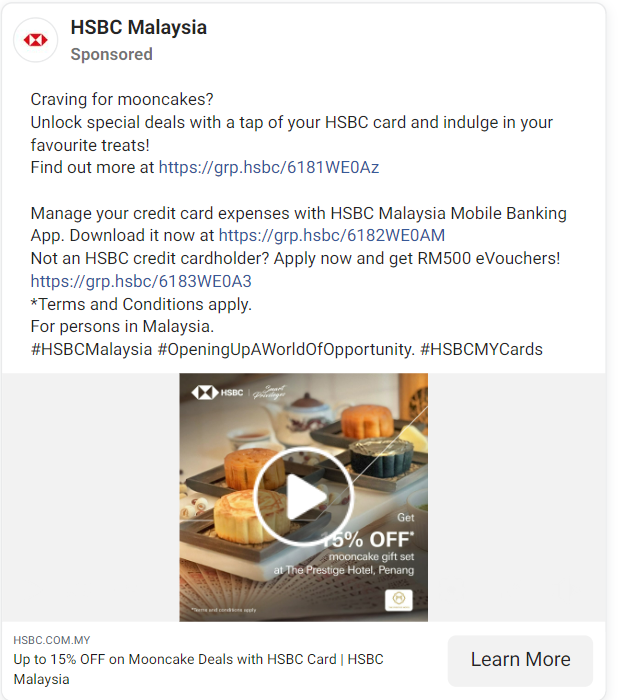 HSBC Malaysia
Sponsored
Craving for mooncakes?
Unlock special deals with a tap of your HSBC card and indulge in your
favourite treats!
Find out more at https://grp.hsbc/6181WE0Az
Manage your credit card expenses with HSBC Malaysia Mobile Banking
App. Download it now at https://grp.hsbc/6182WE0AM
Not an HSBC credit cardholder? Apply now and get RM500 eVouchers!
https://grp.hsbc/6183WE0A3
*Terms and Conditions apply.
For persons in Malaysia.
#HSBCMalaysia #OpeningUpAWorldOfOpportunity. #HSBCMYCards
HSBC
Smart
Privileges
Get
15% OFF*
mooncake gift set
at The Prestige Hotel, Penang
*Terms and conditions apply
HSBC.COM.MY
Up to 15% OFF on Mooncake Deals with HSBC Card | HSBC
Malaysia
Learn More